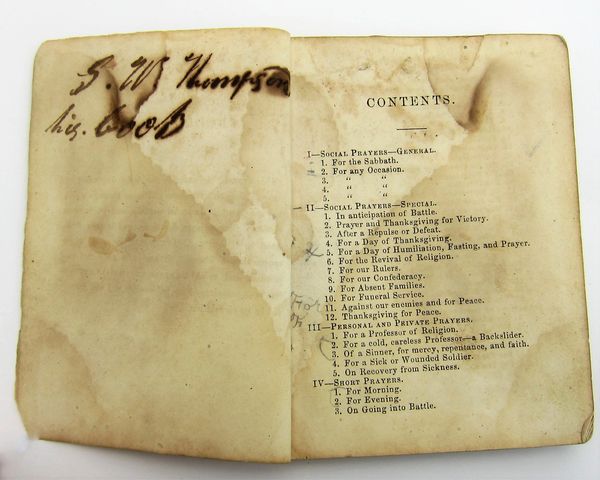 S. W Thompson
his. book
CONTENTS.
I—Social Prayers—General.
1. For the Sabbath.
2. For any Occasion.
3. " "
4. " "
5. " "
II—Social Prayers—Special.
1. In anticipation of Battle.
2. Prayer and Thanksgiving for Victory.
3. After a Repulse or Defeat.
4. For a Day of Thanksgiving.
5. For a Day of Humiliation, Fasting, and Prayer.
6. For the Revival of Religion.
7. For our Rulers.
8. For our Confederacy.
9. For Absent Families.
10. For Funeral Service.
11. Against our enemies and for Peace.
12. Thanksgiving for Peace.
III—Personal and Private Prayers.
1. For a Professor of Religion.
2. For a cold, careless Professor—a Backslider.
3. Of a Sinner, for mercy, repentance, and faith.
4. For a Sick or Wounded Soldier.
5. On Recovery from Sickness.
IV—Short Prayers.
1. For Morning.
2. For Evening.
3. On Going into Battle.
For